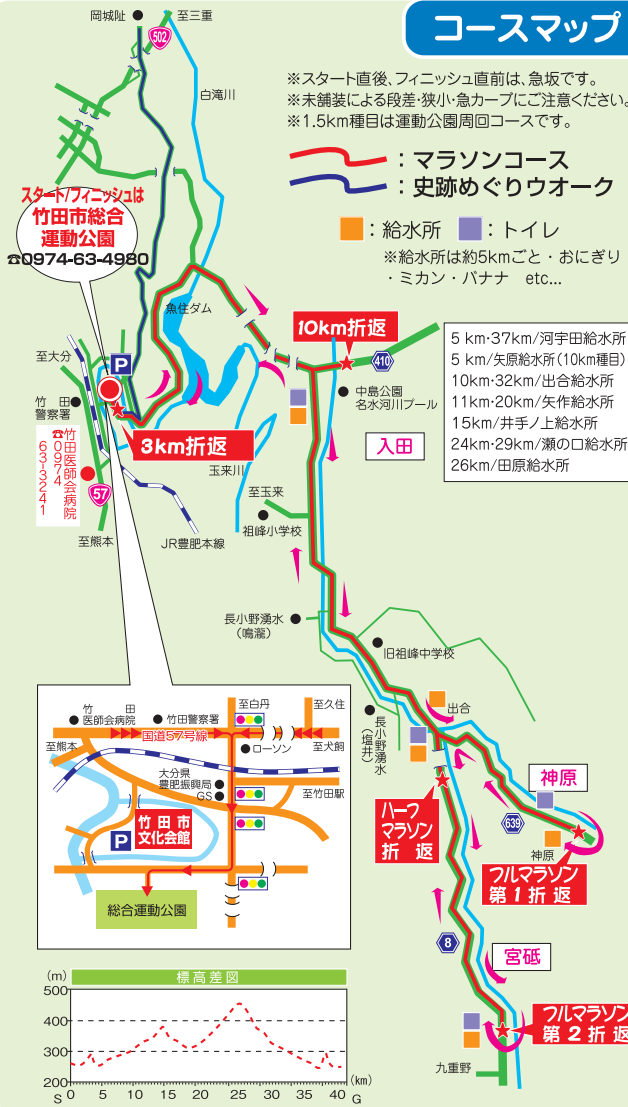 コースマップ
※スタート直後、フィニッシュ直前は、急坂です。
※未舗装による段差・狭小・急カーブにご注意ください。
※1.5km種目は運動公園周回コースです。
：マラソンコース
：史跡めぐりウオーク
：給水所
：トイレ
※給水所は約5kmごと・おにぎり
・ミカン・バナナ etc...
岡城址
至三重
502
白滝川
スタート/フィニッシュは
竹田市総合
運動公園
☎0974-63-4980
魚住ダム
10km折返
410
至大分
P
竹田
警察署
中島公園
名水河川プール
5 km・37km/河宇田給水所
5 km/矢原給水所(10km種目)
10km・32km/出合給水所
11km・20km/矢作給水所
15km/井手ノ上給水所
24km・29km/瀬の口給水所
26km/田原給水所
3km折返
入田
竹田医師会病院
☎0974
63-3241
57
玉来川
至玉来
祖峰小学校
至熊本
JR豊肥本線
長小野湧水
(鳴瀧)
旧祖峰中学校
長小野湧水
(塩井)
出合
神原
639
ハーフ
マラソン
折返
神原
フルマラソン
第1折返
8
宮砥
フルマラソン
第2折返
九重野
竹田
医師会病院
竹田警察署
至白丹
至久住
国道57号線
至熊本
ローソン
至犬飼
大分県
豊肥振興局
GS
至竹田駅
竹田市
文化会館
P
総合運動公園
標高差図
(m)
500
400
300
200
0 5 10 15 20 25 30 35 40 (km)
S G